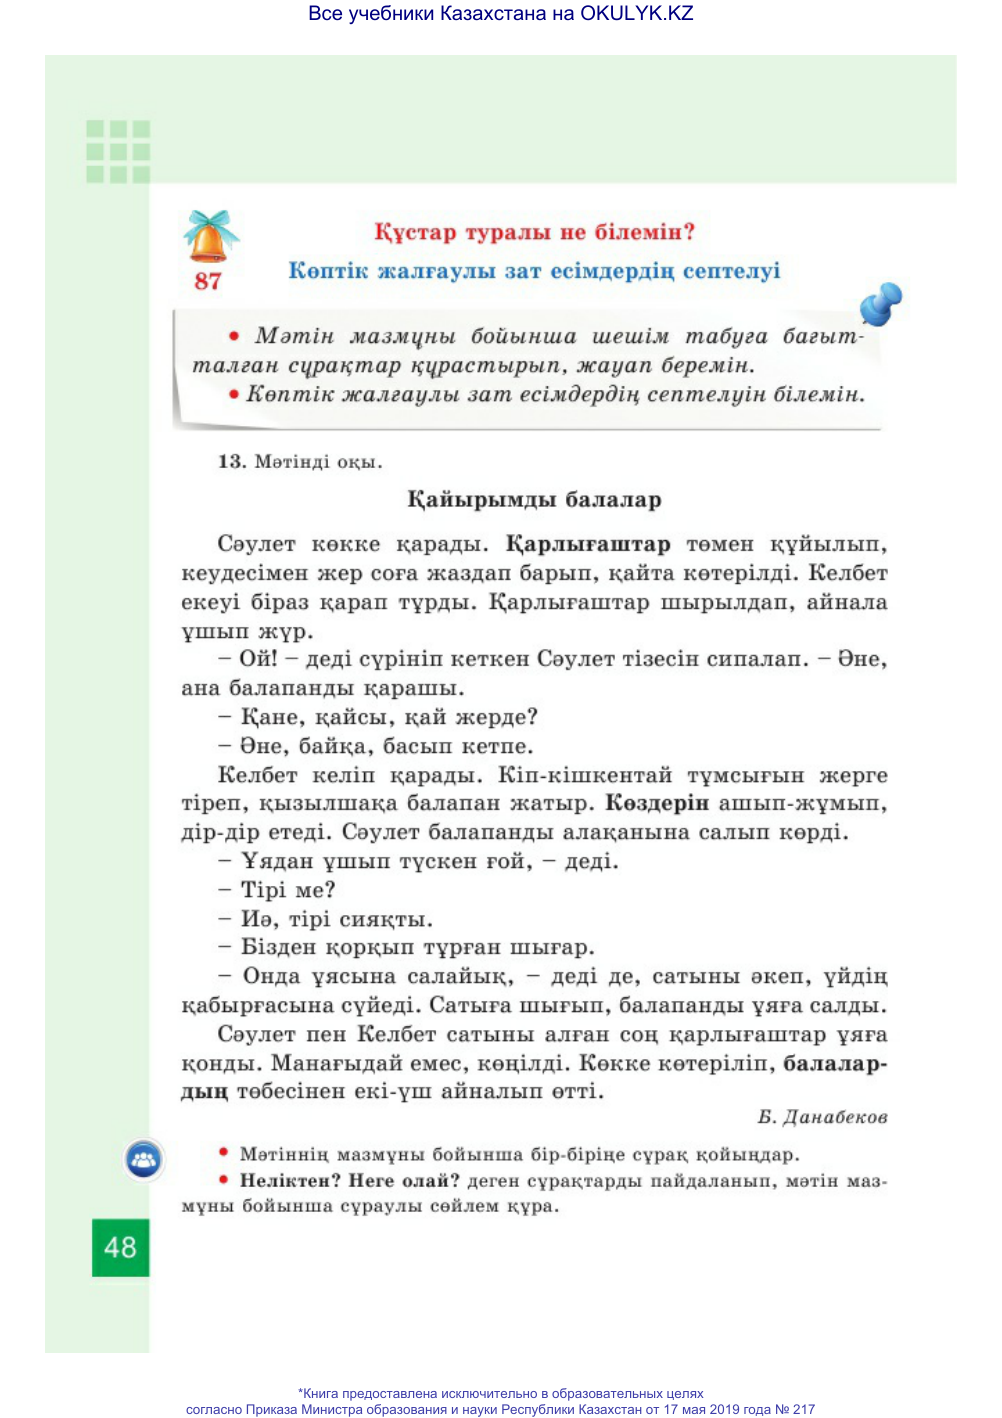 Все учебники Казахстана на OKULYK.KZ
Құстар туралы не білемін?
87
Көптік жалғаулы зат есімдердің септелуі
• Мәтін мазмұны бойынша шешім табуға бағыт-
талған сұрақтар құрастырып, жауап беремін.
• Көптік жалғаулы зат есімдердің септелуін білемін.
13. Мәтінді оқы.
Қайырымды балалар
Сәулет көкке қарады. Қарлығаштар төмен құйылып,
кеудесімен жер соға жаздап барып, қайта көтерілді. Келбет
екеуі біраз қарап тұрды. Қарлығаштар шырылдап, айнала
ұшып жүр.
– Ой! – деді сүрініп кеткен Сәулет тізесін сипалап. – Әне,
ана балапанды қарашы.
– Қане, қайсы, қай жерде?
– Әне, байқа, басып кетпе.
Келбет келіп қарады. Кіп-кішкентай тұмсығын жерге
тіреп, қызылшақа балапан жатыр. Көздерін ашып-жұмып,
дір-дір етеді. Сәулет балапанды алақанына салып көрді.
– Ұядан ұшып түскен ғой, – деді.
– Тірі ме?
– Иә, тірі сияқты.
– Бізден қорқып тұрған шығар.
– Онда ұясына салайық, – деді де, сатыны әкеп, үйдің
қабырғасына сүйеді. Сатыға шығып, балапанды ұяға салды.
Сәулет пен Келбет сатыны алған соң қарлығаштар ұяға
қонды. Манағыдай емес, көңілді. Көкке көтеріліп, балалар-
дың төбесінен екі-үш айналып өтті.
Б. Данабеков
• Мәтіннің мазмұны бойынша бір-біріңе сұрақ қойыңдар.
• Неліктен? Неге олай? деген сұрақтарды пайдаланып, мәтін маз-
мұны бойынша сұраулы сөйлем құра.
48
*Книга предоставлена исключительно в образовательных целях
согласно Приказа Министра образования и науки Республики Казахстан от 17 мая 2019 года № 217